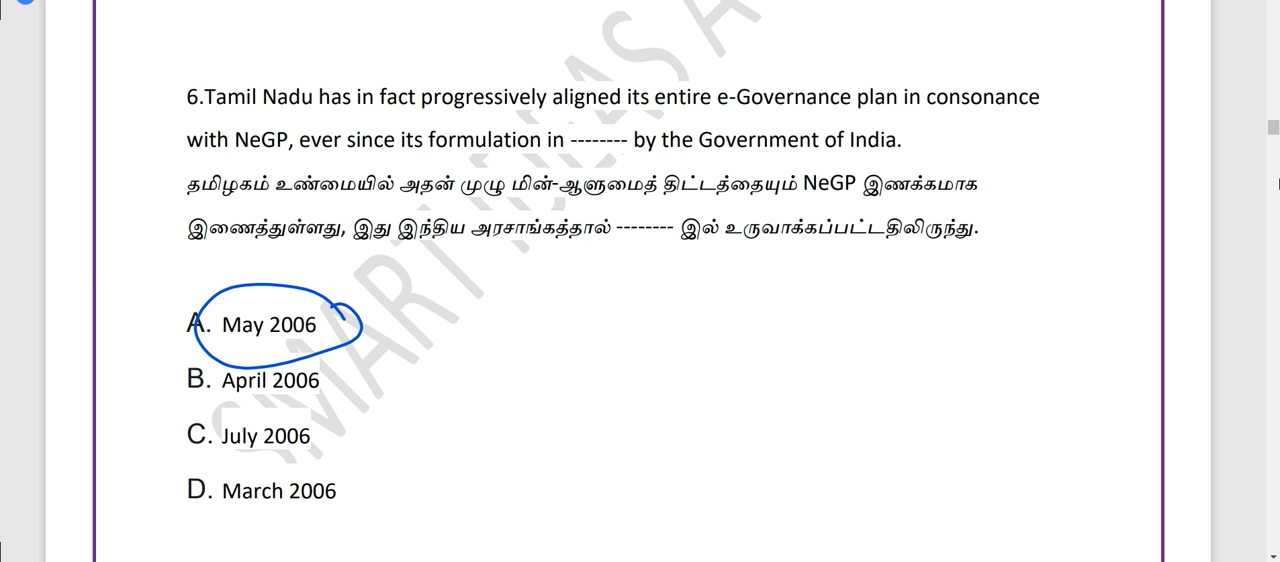 6.Tamil Nadu has in fact progressively aligned its entire e-Governance plan in consonance
with NeGP, ever since its formulation in -------- by the Government of India.
தமிழகம் உண்மையில் அதன் முழு மின்-ஆளுமைத் திட்டத்தையும் NeGP இணக்கமாக
இணைத்துள்ளது, இது இந்திய அரசாங்கத்தால் -------- இல் உருவாக்கப்பட்டதிலிருந்து.
A. May 2006
B. April 2006
C. July 2006
D. March 2006